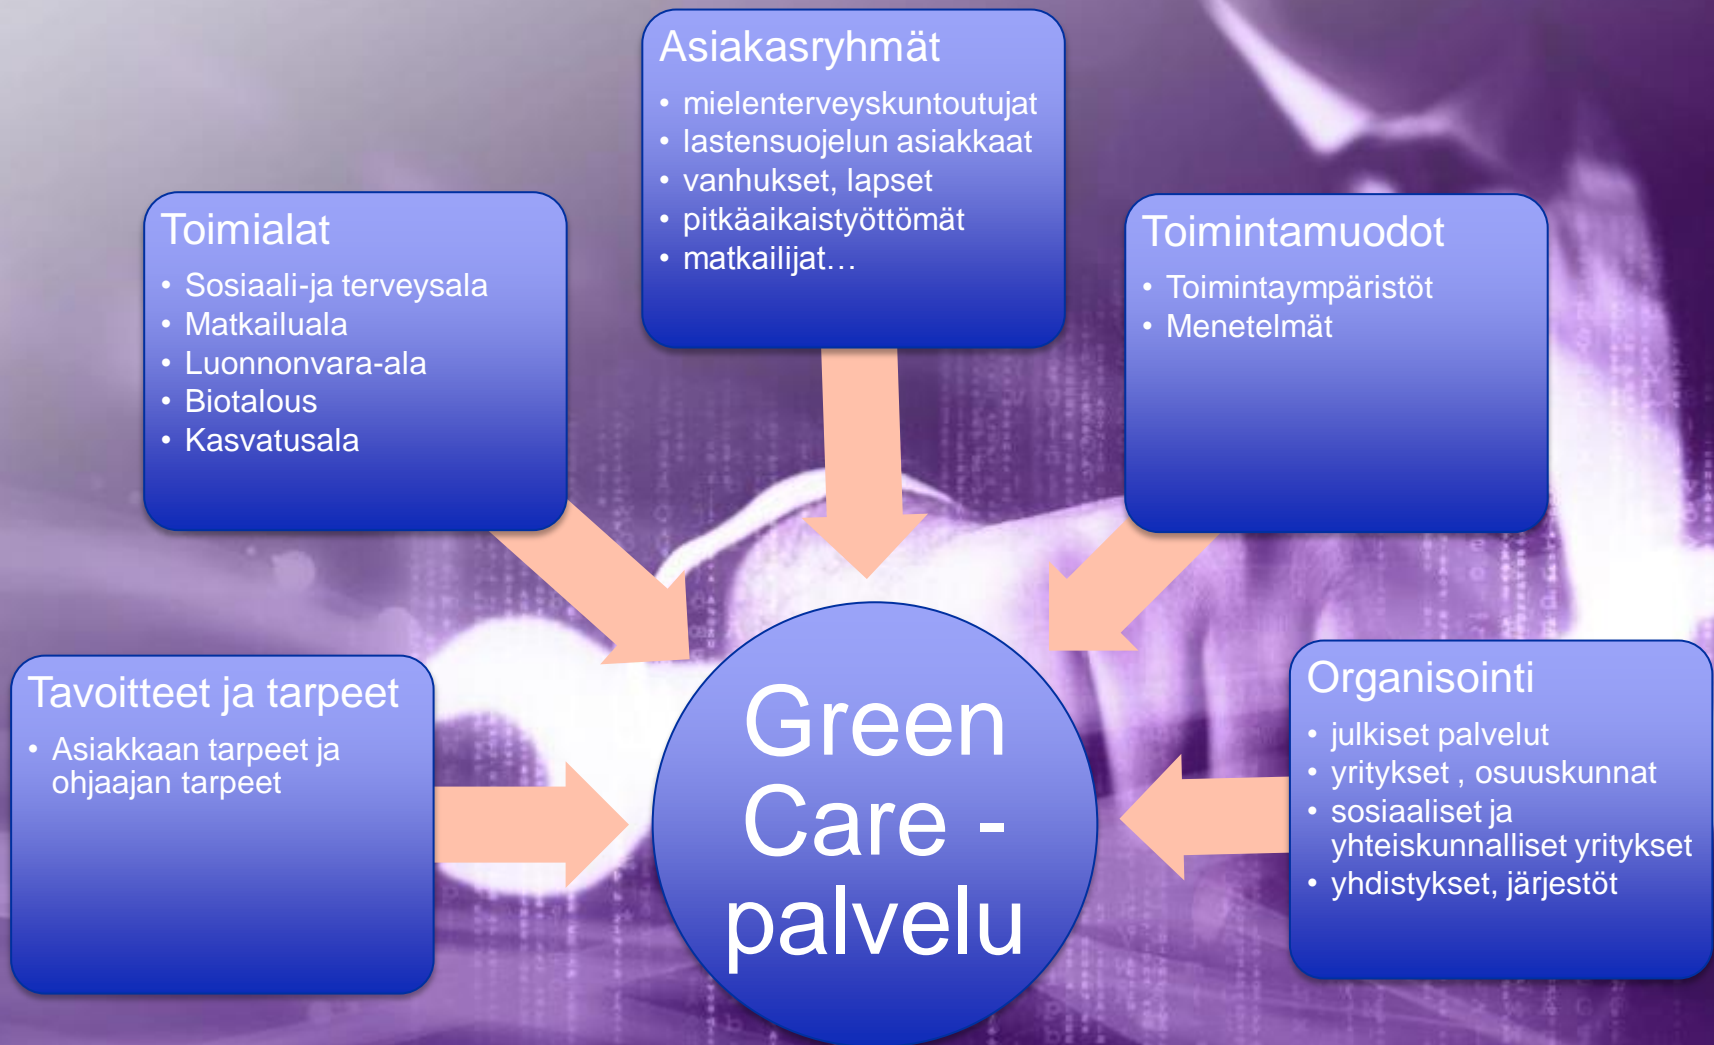 Asiakasryhmät
• mielenterveyskuntoutujat
• lastensuojelun asiakkaat
• vanhukset, lapset
• pitkäaikaistyöttömät
• matkailijat…
Toimialat
• Sosiaali-ja terveysala
• Matkailuala
• Luonnonvara-ala
• Biotalous
• Kasvatusala
Toimintamuodot
• Toimintaympäristöt
• Menetelmät
Tavoitteet ja tarpeet
• Asiakkaan tarpeet ja
ohjaajan tarpeet
Green
Care -
palvelu
Organisointi
• julkiset palvelut
• yritykset , osuuskunnat
• sosiaaliset ja
yhteiskunnalliset yritykset
• yhdistykset, järjestöt